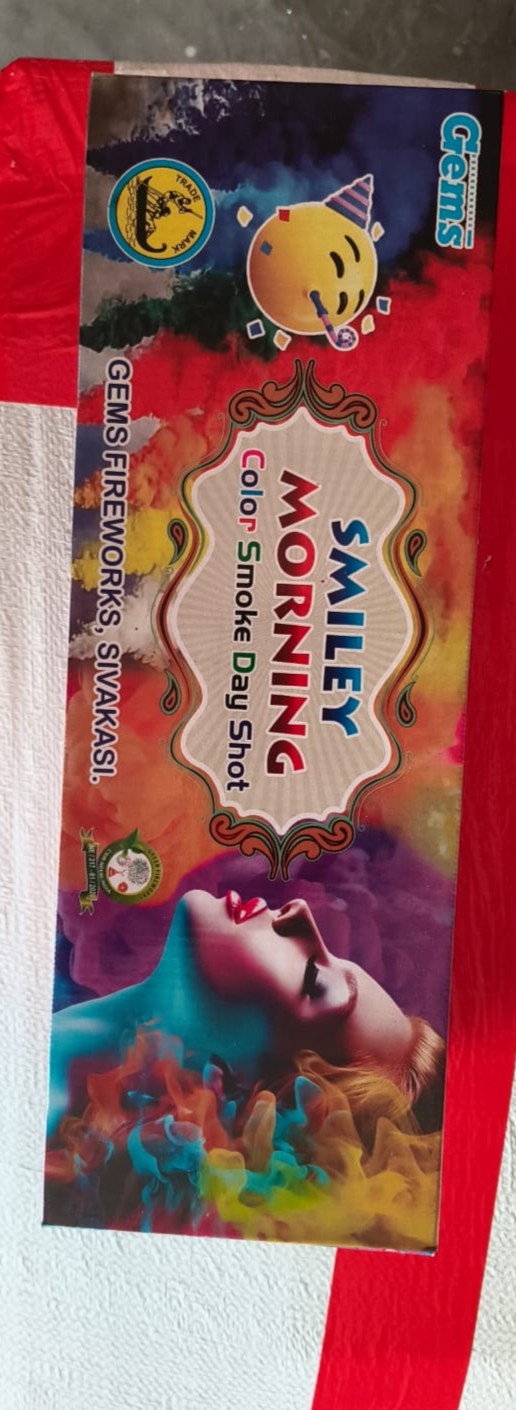 Gems
TRADE
MARK
SMILEY
MORNING
Color Smoke Day Shot
GEMS FIREWORKS, SIVAKASI.